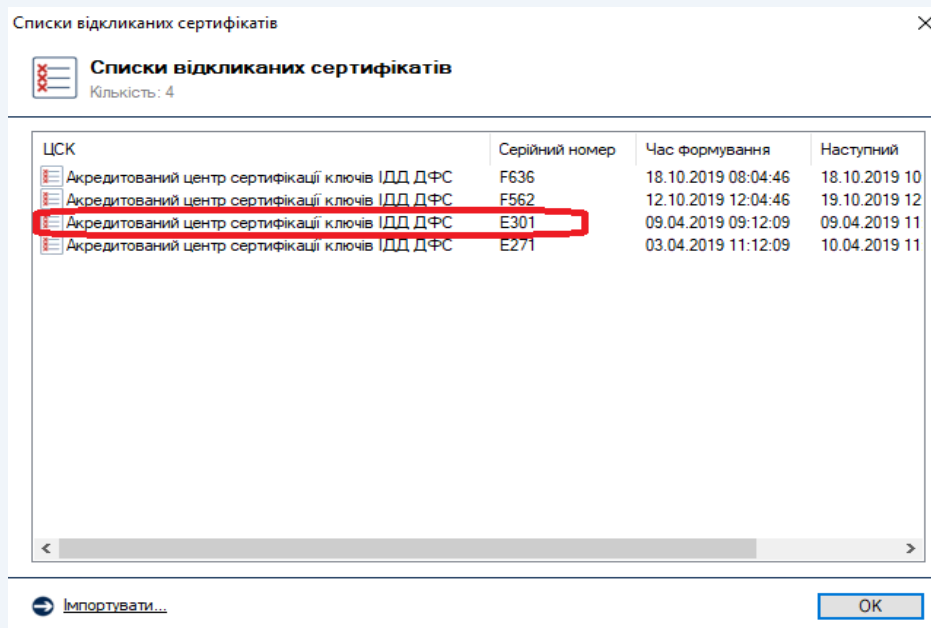 Списки відкликаних сертифікатів
Списки відкликаних сертифікатів
Кількість: 4
ЦСК Серійний номер Час формування Наступний
Акредитований центр сертифікації ключів ІДД ДФС F636 18.10.2019 08:04:46 18.10.2019 10
Акредитований центр сертифікації ключів ІДД ДФС F562 12.10.2019 12:04:46 19.10.2019 12
Акредитований центр сертифікації ключів ІДД ДФС E301 09.04.2019 09:12:09 09.04.2019 11
Акредитований центр сертифікації ключів ІДД ДФС E271 03.04.2019 11:12:09 10.04.2019 11
Імпортувати...
OK